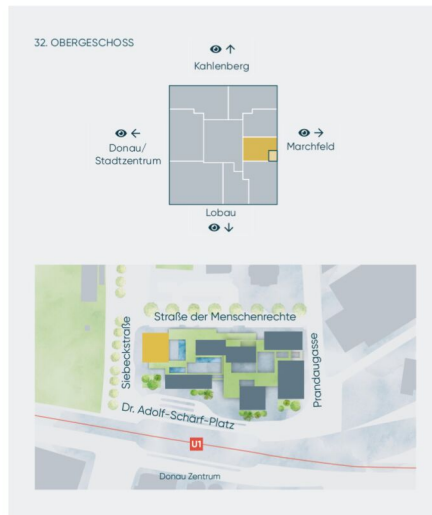 32. OBERGESCHOSS
Kahlenberg
Donau/
Stadtzentrum
Marchfeld
Lobau
Straße der Menschenrechte
Siebeckstraße
Prandaugasse
Dr. Adolf-Schärf-Platz
U1
Donau Zentrum